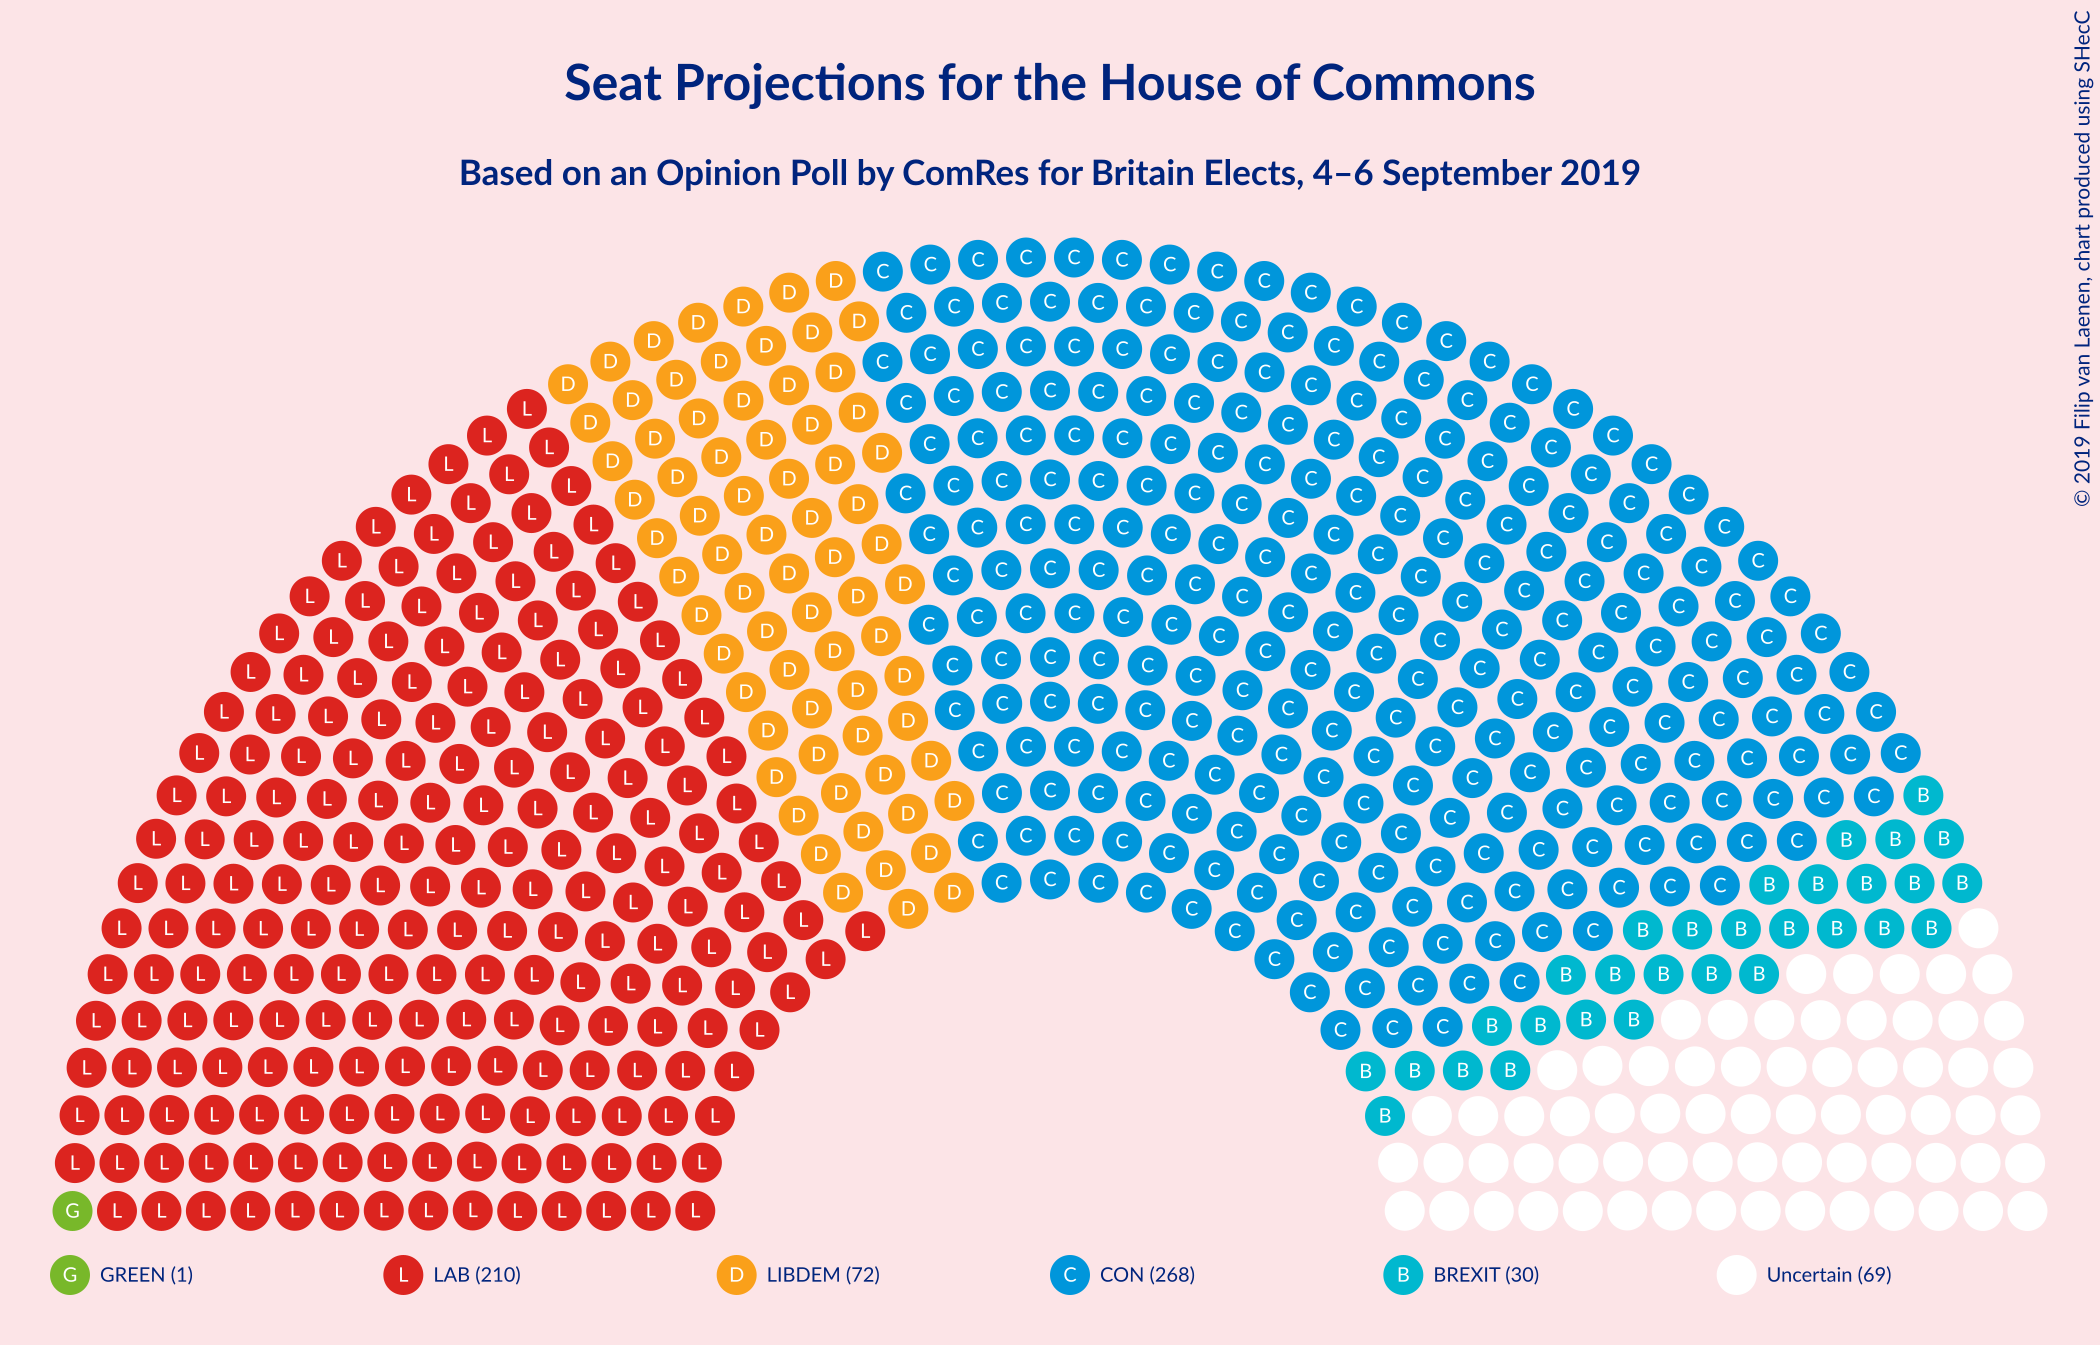 Seat Projections for the House of Commons
Based on an Opinion Poll by ComRes for Britain Elects, 4–6 September 2019
© 2019 Filip van Laenen, chart produced using SHecC
G GREEN (1)
L LAB (210)
D LIBDEM (72)
C CON (268)
B BREXIT (30)
Uncertain (69)